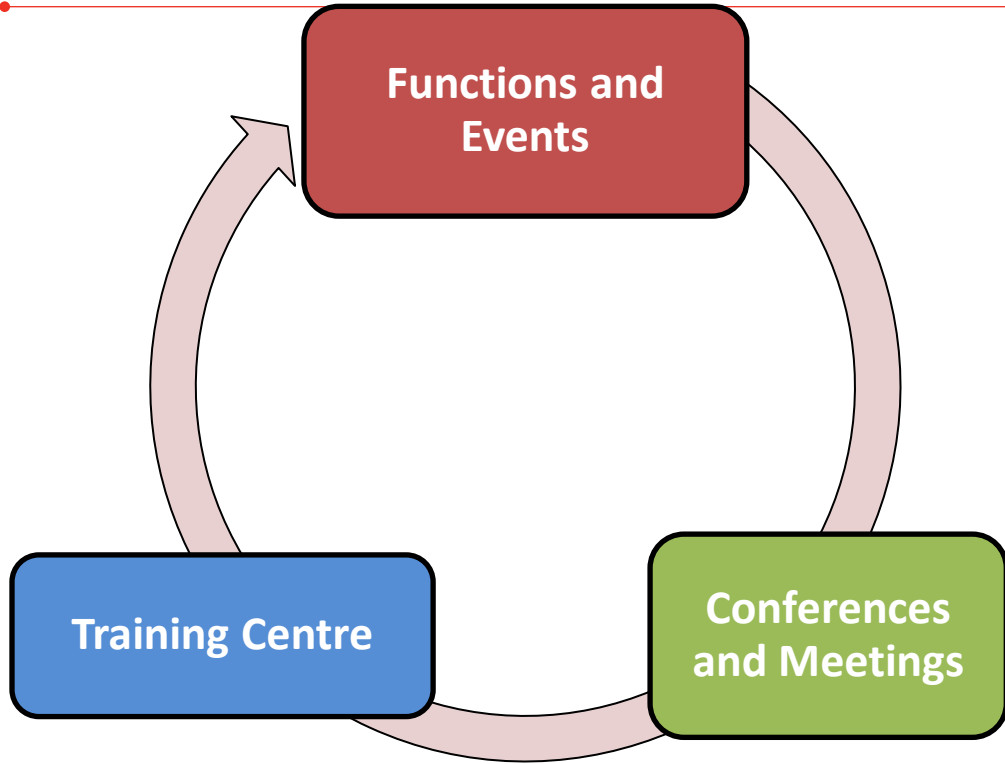 Functions and
Events
Conferences
and Meetings
Training Centre